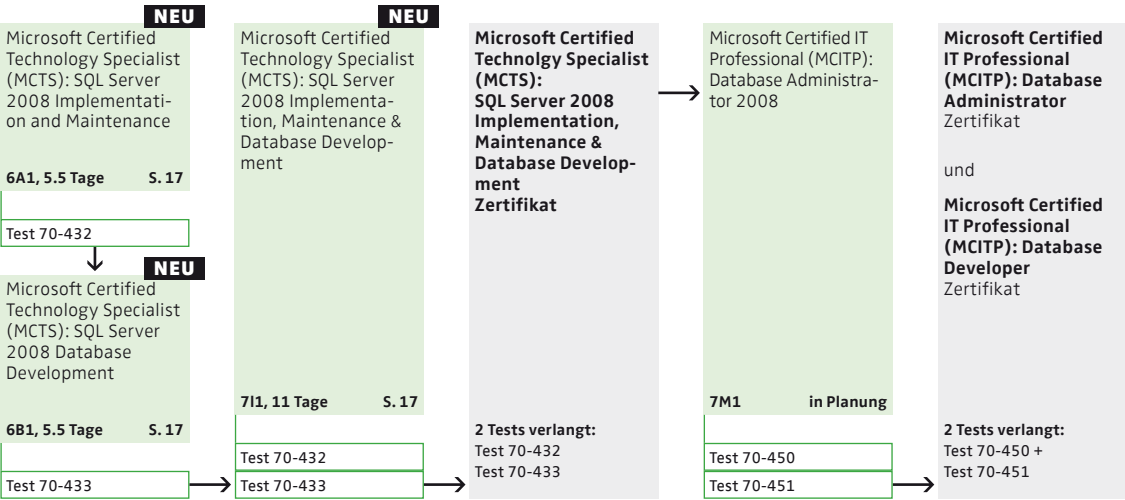 NEU
Microsoft Certified
Technology Specialist
(MCTS): SQL Server
2008 Implementati-
on and Maintenance
6A1, 5.5 Tage S. 17
Test 70-432
NEU
Microsoft Certified
Technology Specialist
(MCTS): SQL Server
2008 Database
Development
6B1, 5.5 Tage S. 17
Test 70-433
NEU
Microsoft Certified
Technology Specialist
(MCTS): SQL Server
2008 Implementa-
tion, Maintenance &
Database Develop-
ment
7I1, 11 Tage S. 17
Test 70-432
Test 70-433
Microsoft Certified
Technolgy Specialist
(MCTS):
SQL Server 2008
Implementation,
Maintenance &
Database Develop-
ment
Zertifikat
2 Tests verlangt:
Test 70-432
Test 70-433
Microsoft Certified IT
Professional (MCITP):
Database Administra-
tor 2008
7M1 in Planung
Test 70-450
Test 70-451
Microsoft Certified
IT Professional
(MCITP): Database
Administrator
Zertifikat
und
Microsoft Certified
IT Professional
(MCITP): Database
Developer
Zertifikat
2 Tests verlangt:
Test 70-450 +
Test 70-451